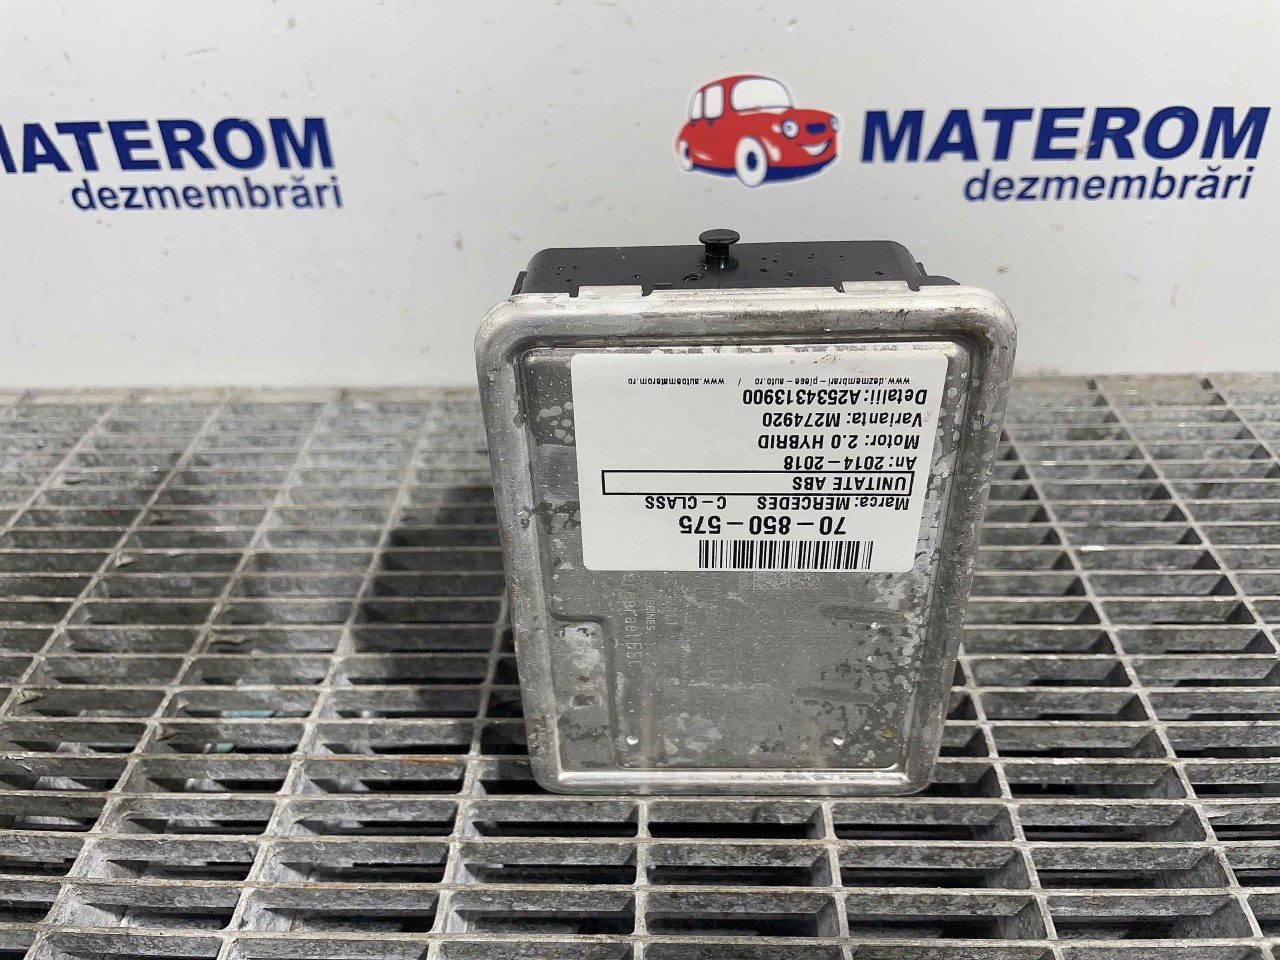 MATEROM
dezmembrări
MATEROM
dezmembrări
70-850-575
Marca: MERCEDES C-CLASS
UNITATE ABS
An: 2014-2018
Motor: 2.0 HYBRID
Varianta: M274920
Detalii: A2534313900
www.dezmembrari-piese-auto.ro / www.automaterom.ro